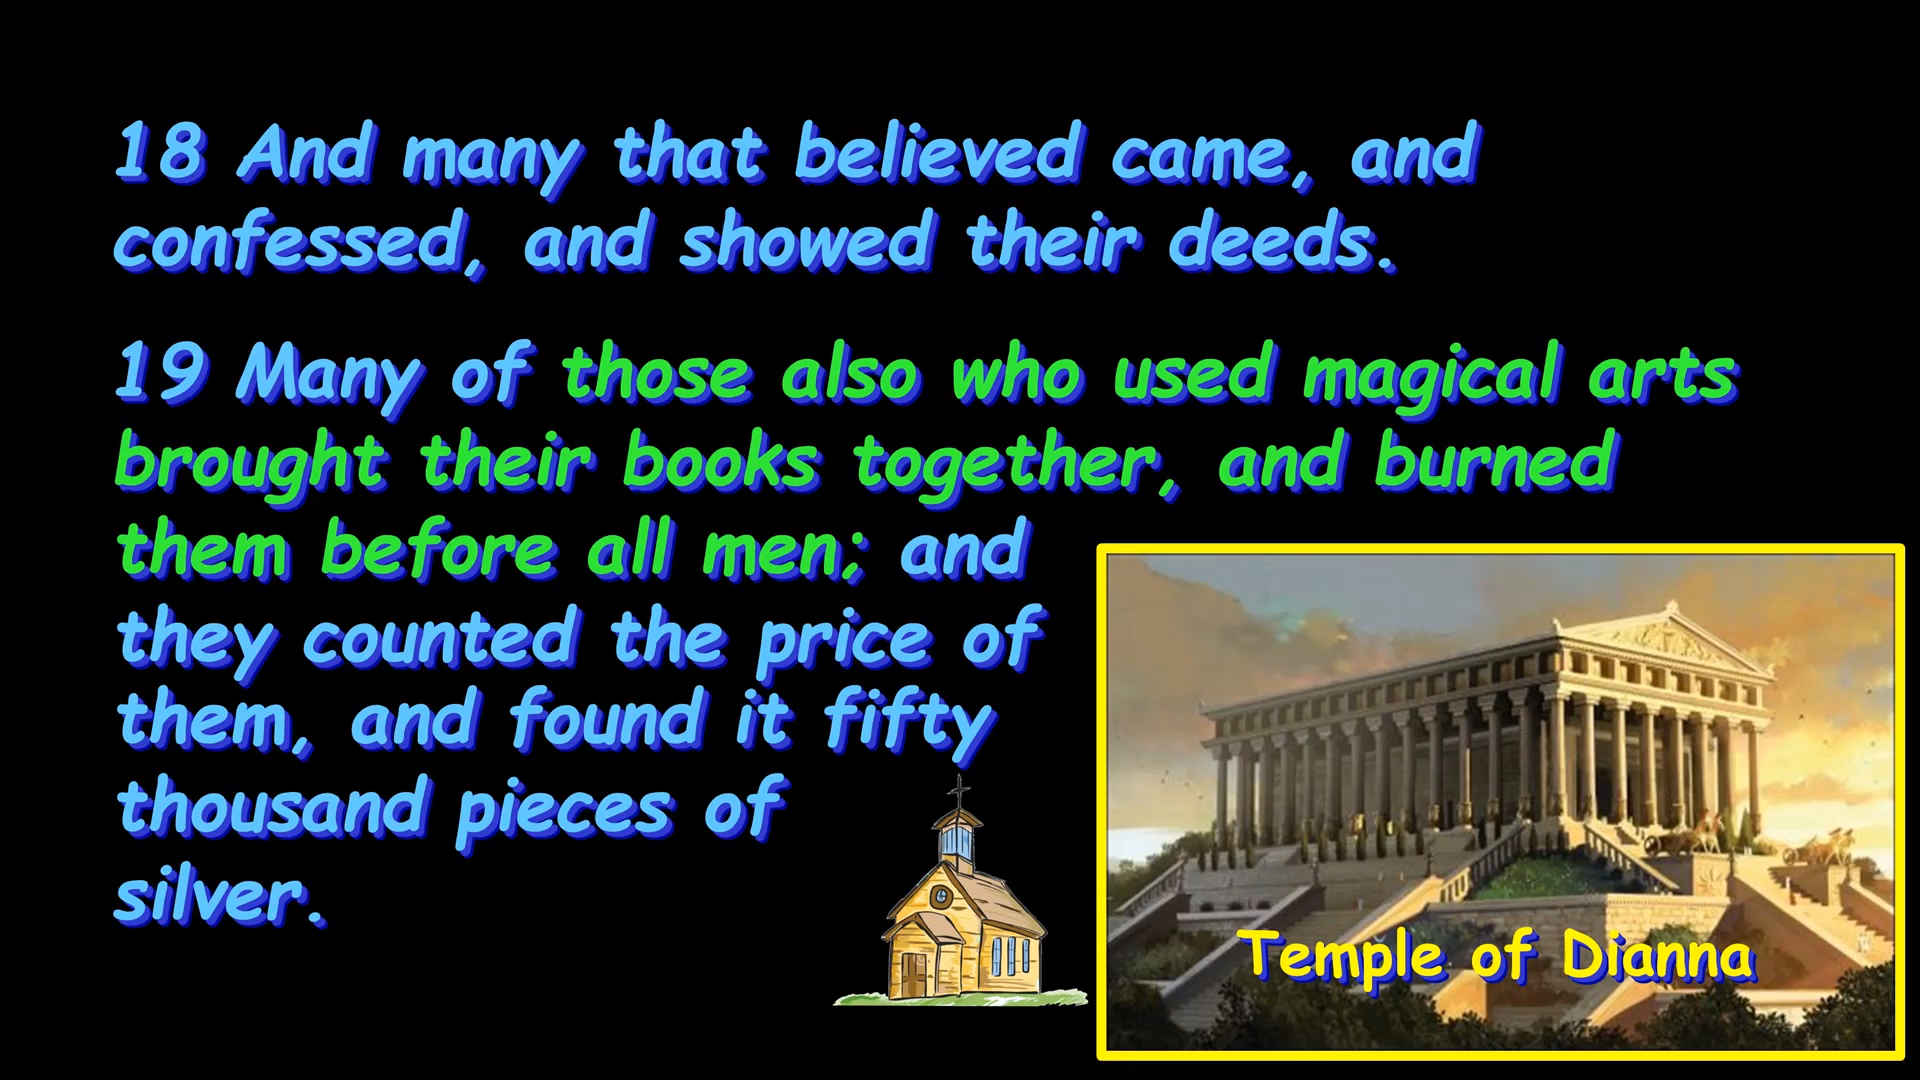 18 And many that believed came, and
confessed, and showed their deeds.
19 Many of those also who used magical arts
brought their books together, and burned
them before all men; and
they counted the price of
them, and found it fifty
thousand pieces of
silver.
Temple of Dianna